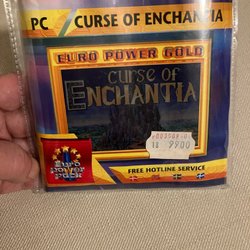 PC
CURSE OF ENCHANTIA
EURO POWER GOLD
CURSE OF
ENCHANTIA
9900
Euro
Power
Pack
FREE HOTLINE SERVICE